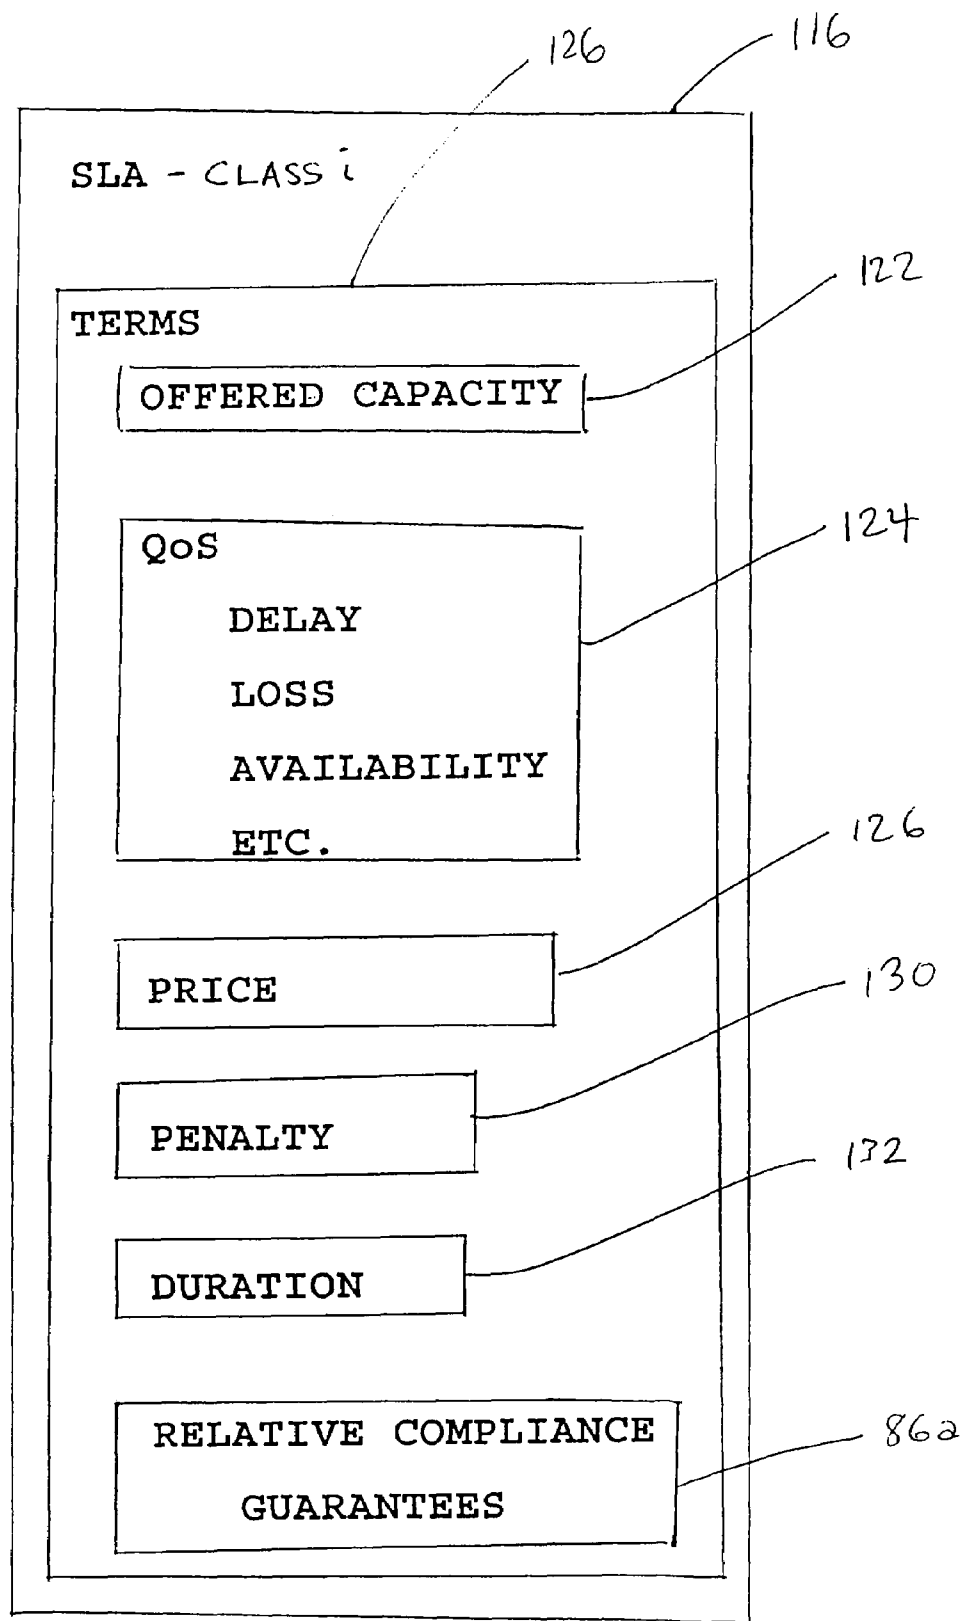 126
116
SLA - CLASS i
122
TERMS
OFFERED CAPACITY
124
QoS
DELAY
LOSS
AVAILABILITY
ETC.
126
PRICE
130
PENALTY
132
DURATION
86a
RELATIVE COMPLIANCE
GUARANTEES